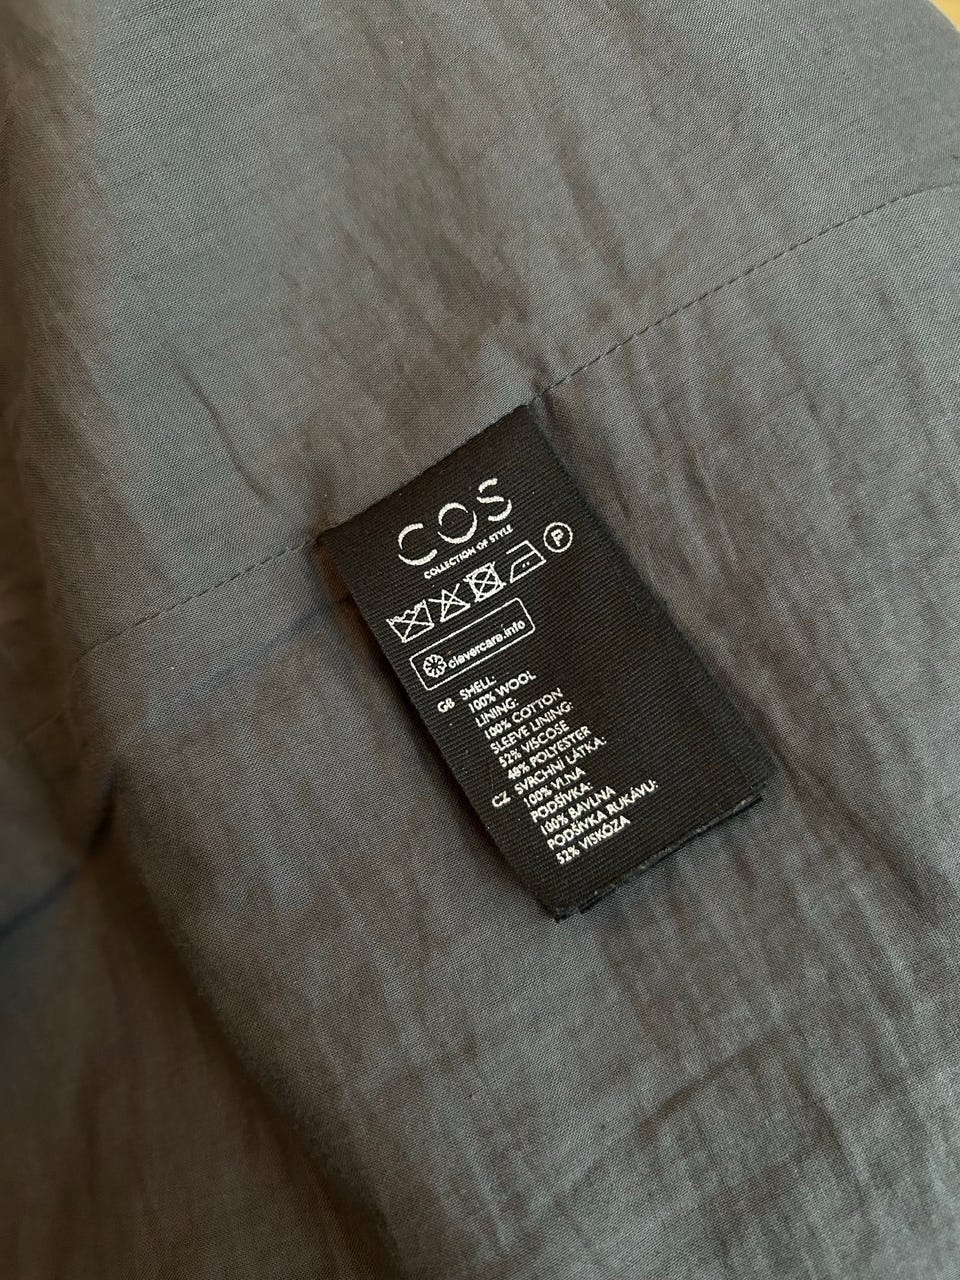 COS
COLLECTION OF STYLE
P
clevercare.info
GB SHELL:
100% WOOL
LINING:
100% COTTON
SLEEVE LINING:
52% VISCOSE
48% POLYESTER
CZ SVRCHNÍ LÁTKA:
100% VLNA
PODŠÍVKA:
100% BAVLNA
PODŠÍVKA RUKÁVU:
52% VISKÓZA